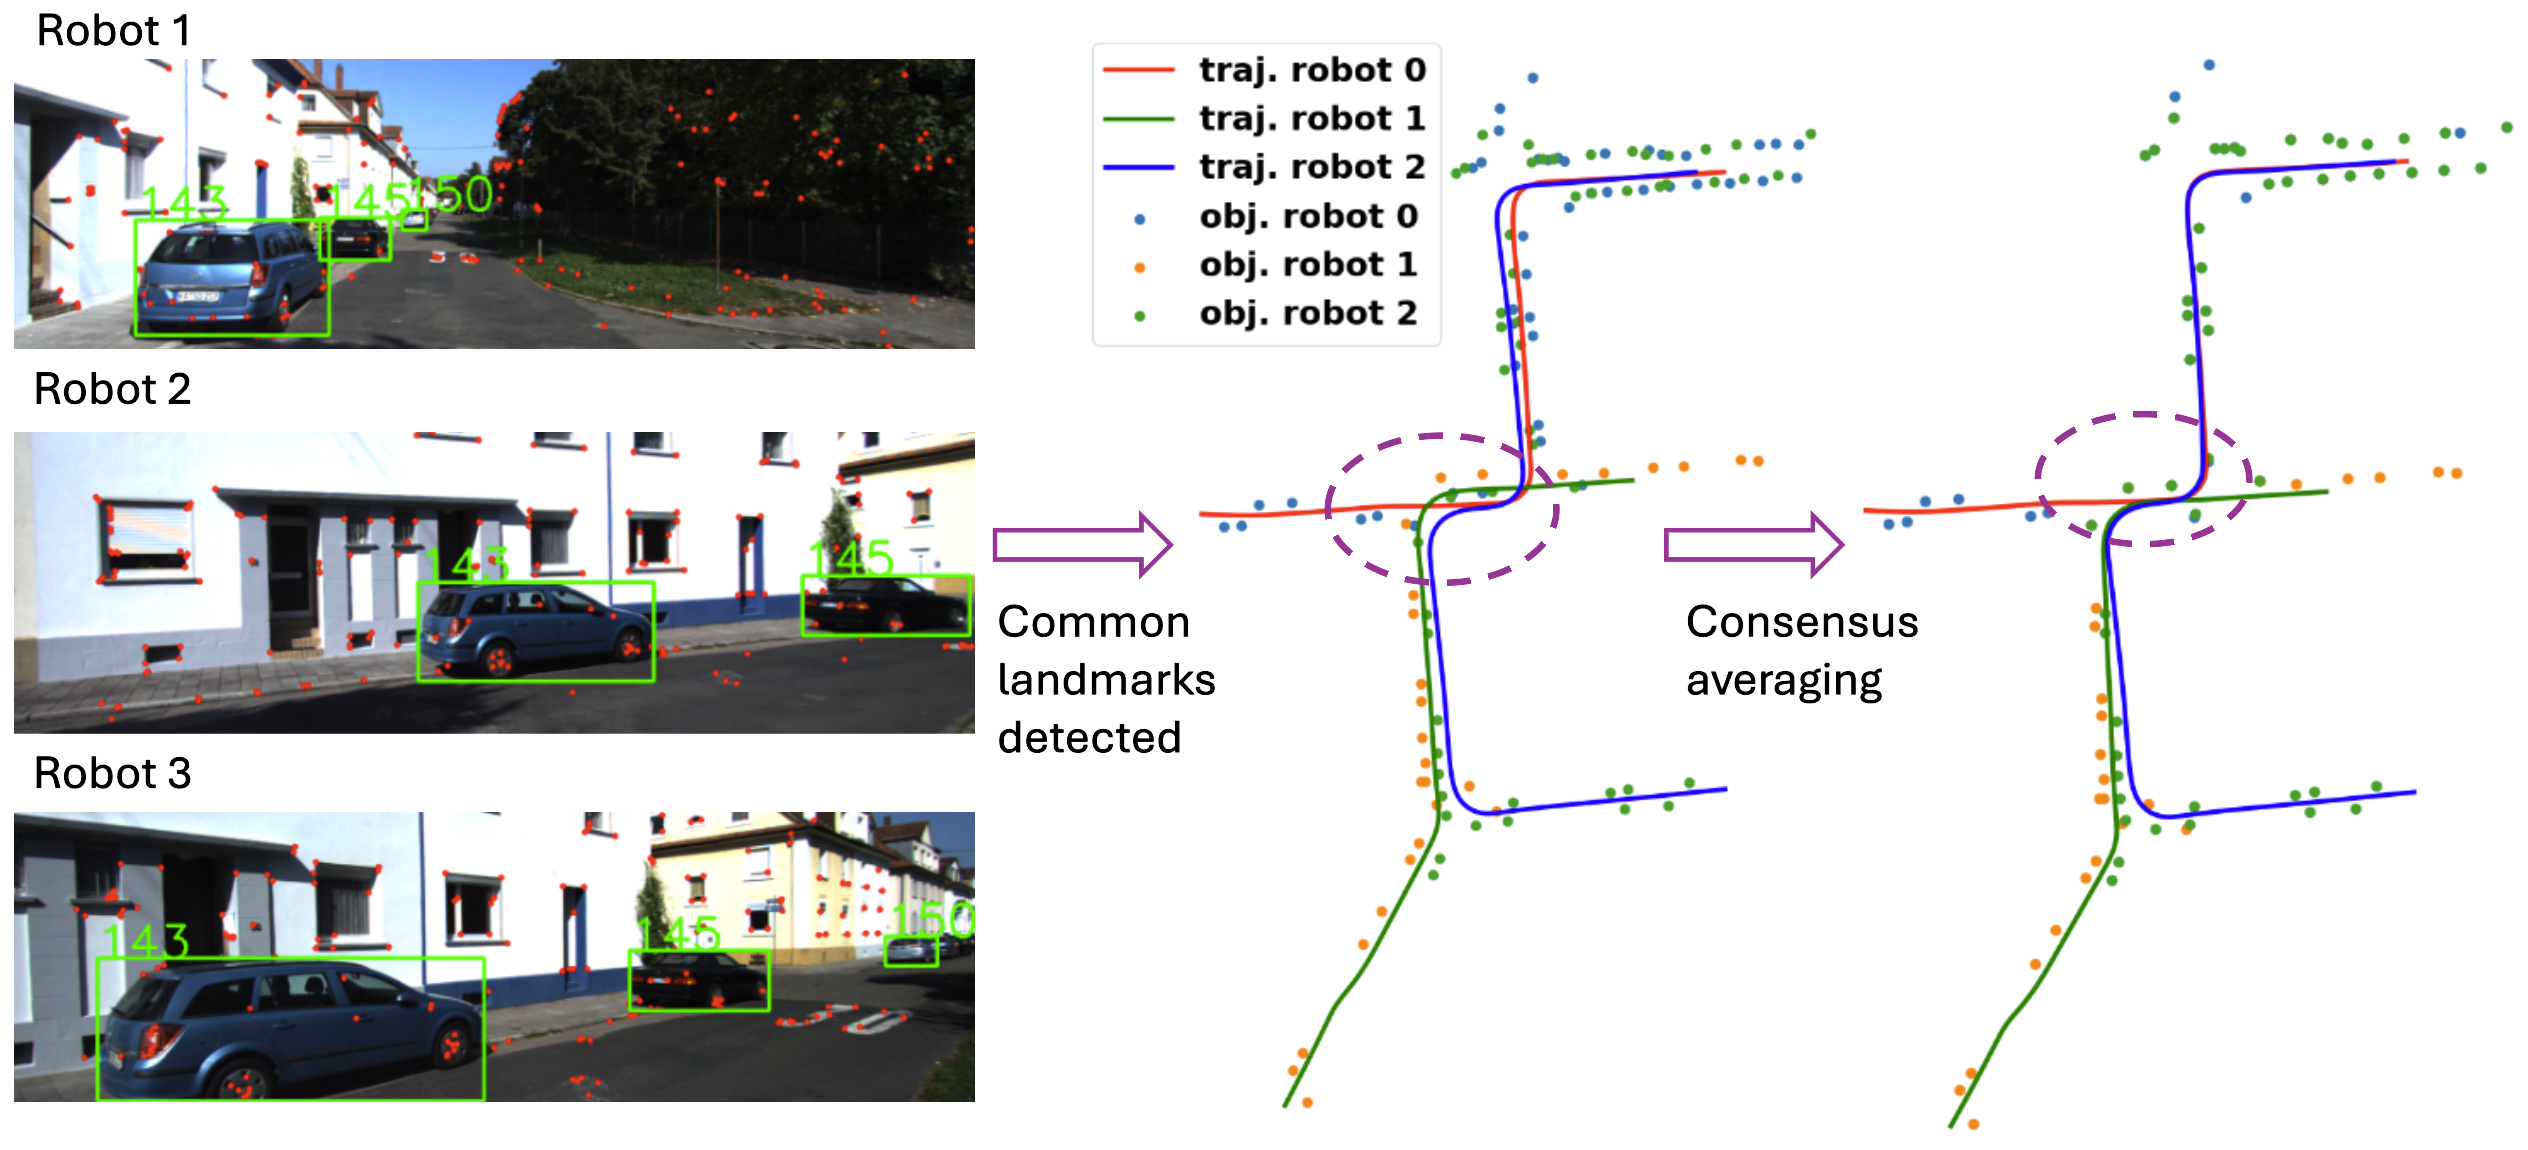 Robot 1
143
145
150
Robot 2
143
145
Robot 3
143
145
150
Common
landmarks
detected
traj. robot 0
traj. robot 1
traj. robot 2
obj. robot 0
obj. robot 1
obj. robot 2
Consensus
averaging